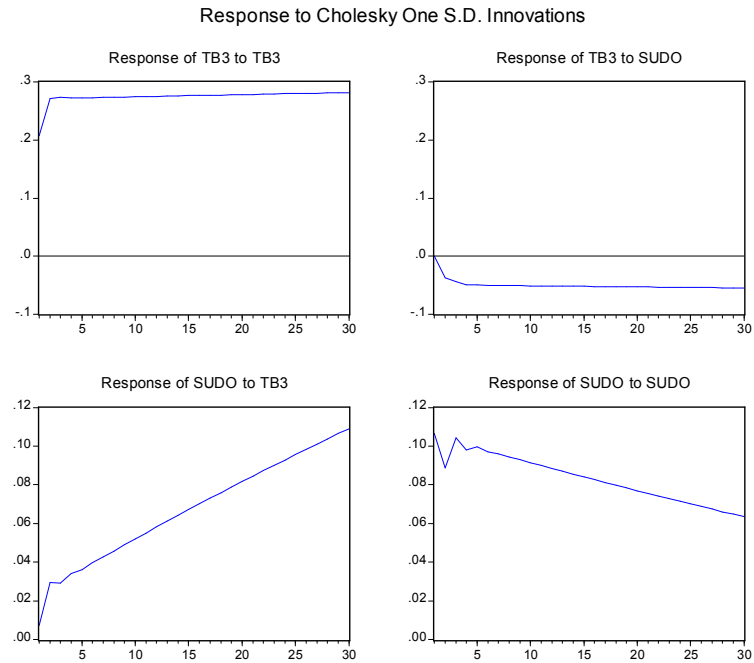 Response to Cholesky One S.D. Innovations
Response of TB3 to TB3
.3
.2
.1
.0
-.1
5 10 15 20 25 30
Response of TB3 to SUDO
.3
.2
.1
.0
-.1
5 10 15 20 25 30
Response of SUDO to TB3
.12
.10
.08
.06
.04
.02
.00
5 10 15 20 25 30
Response of SUDO to SUDO
.12
.10
.08
.06
.04
.02
.00
5 10 15 20 25 30